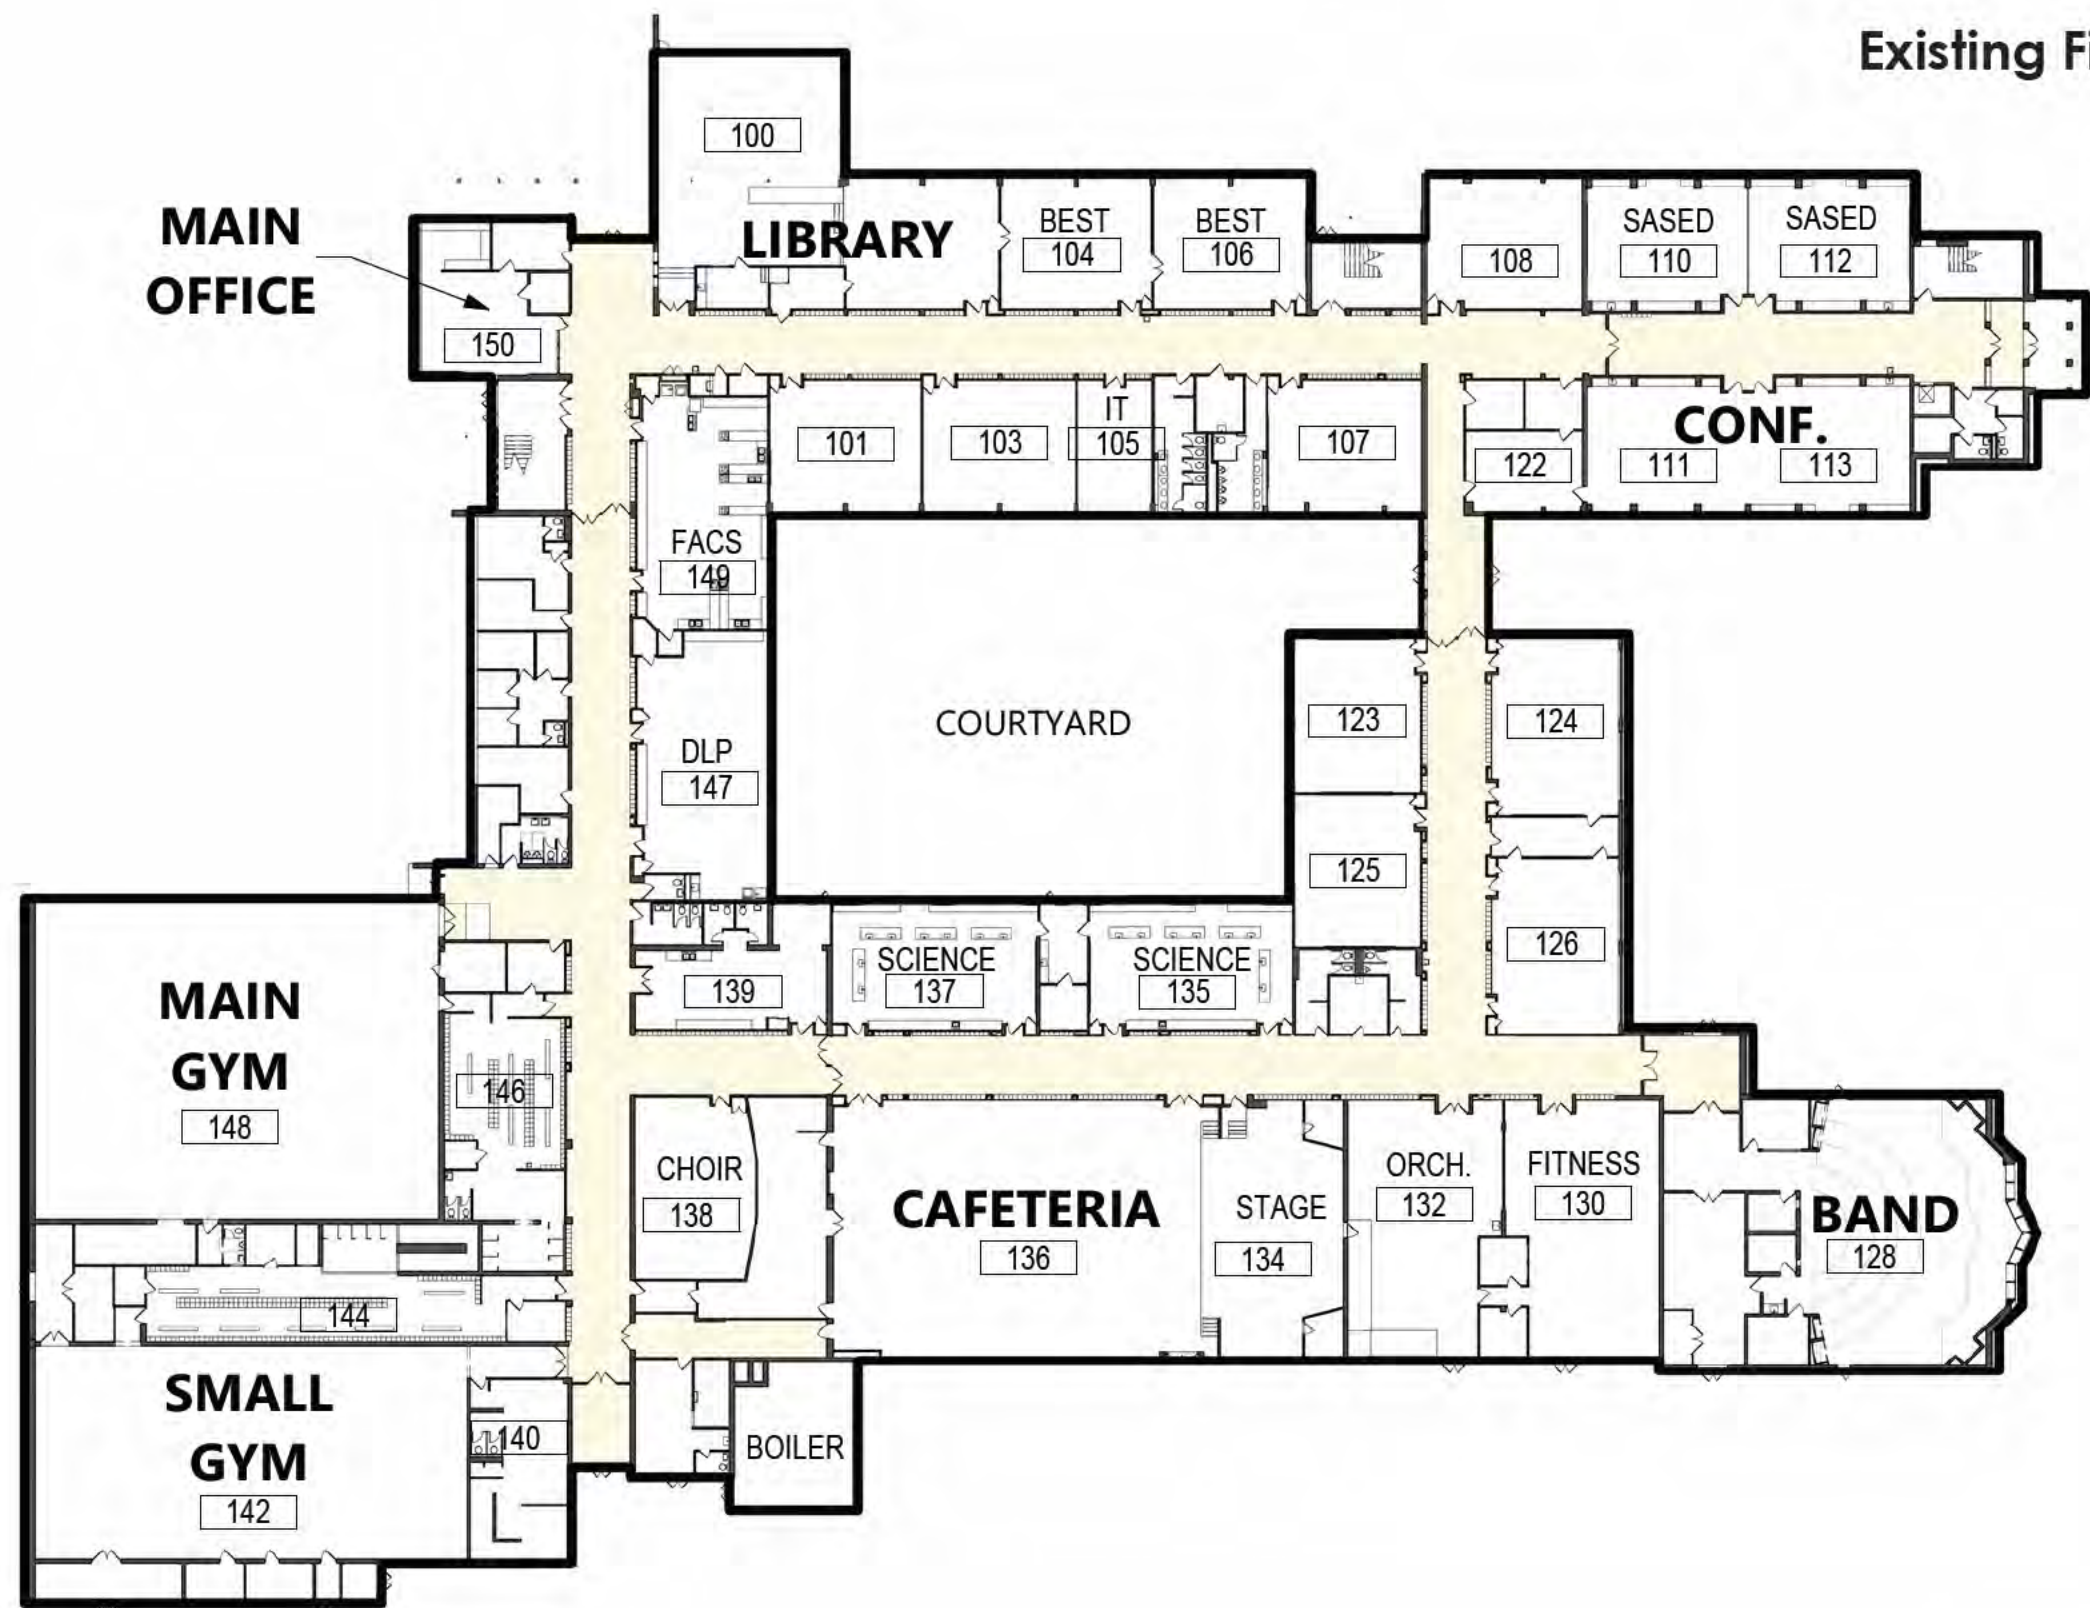 Existing Fi
100
MAIN
OFFICE
LIBRARY
BEST
104
BEST
106
108
SASED
110
SASED
112
150
101
103
IT
105
107
122
CONF.
111
113
FACS
149
COURTYARD
123
124
DLP
147
125
126
SCIENCE
137
SCIENCE
135
139
MAIN
GYM
148
146
CHOIR
138
CAFETERIA
136
STAGE
134
ORCH.
132
FITNESS
130
BAND
128
144
SMALL
GYM
142
140
BOILER